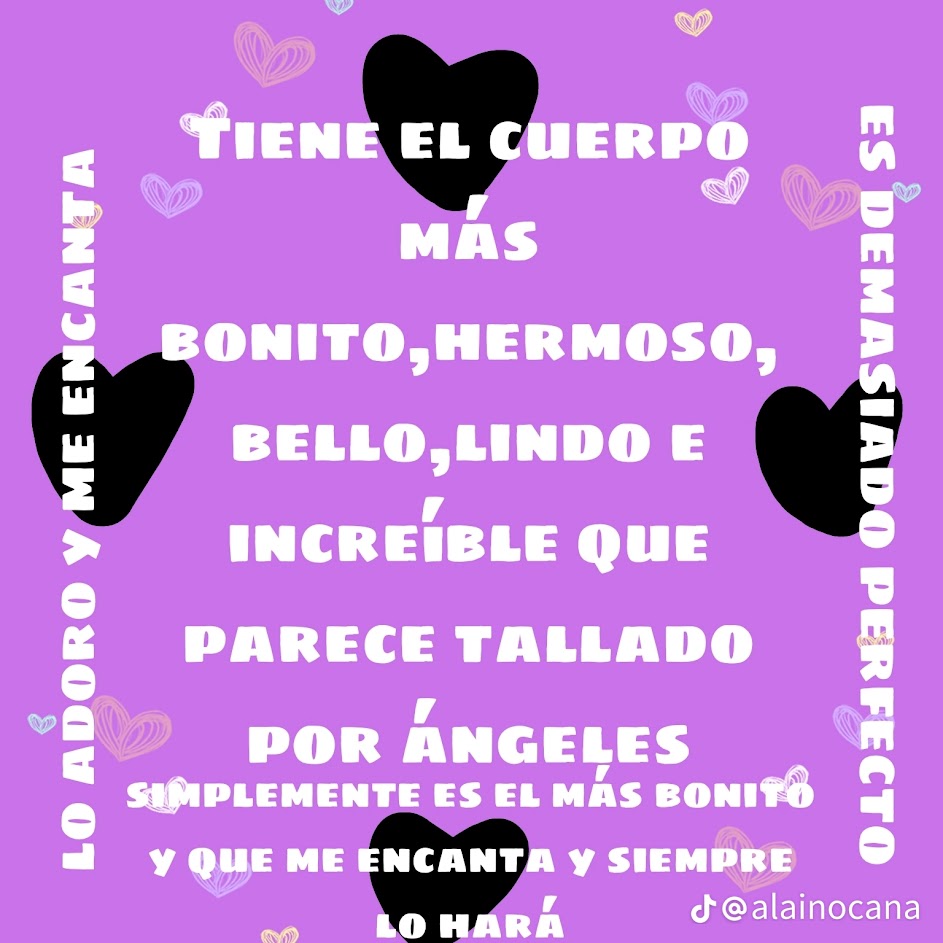 TIENE EL CUERPO
MÁS
BONITO,HERMOSO,
BELLO,LINDO E
INCREÍBLE QUE
PARECE TALLADO
POR ÁNGELES
SIMPLEMENTE ES EL MÁS BONITO
Y QUE ME ENCANTA Y SIEMPRE
LO HARÁ
LO ADORO Y ME ENCANTA
ES DEMASIADO PERFECTO
@alainocana